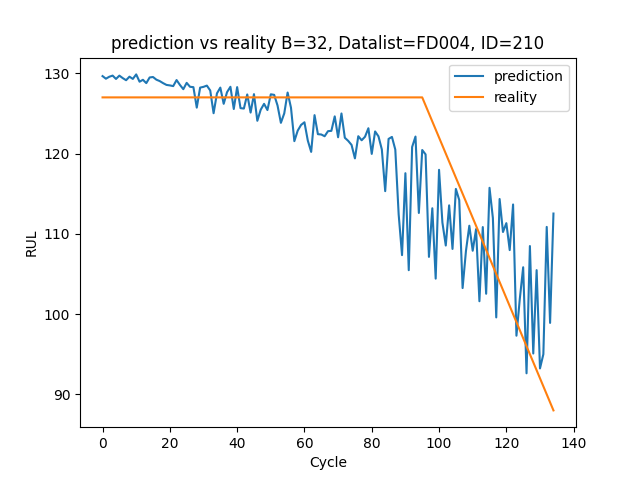 prediction vs reality B=32, Datalist=FD004, ID=210
prediction
reality
130
120
110
100
90
RUL
0 20 40 60 80 100 120 140
Cycle